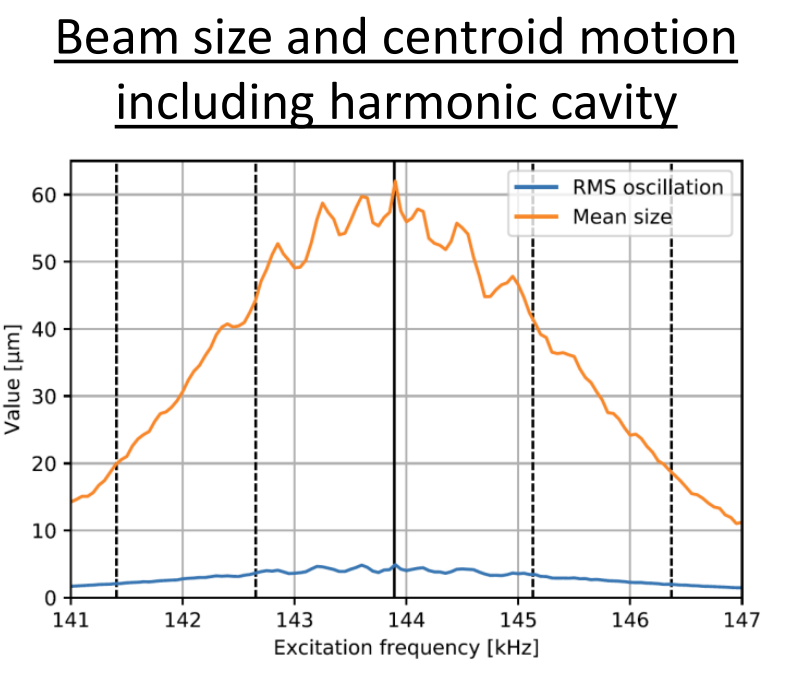 Beam size and centroid motion
including harmonic cavity
RMS oscillation
Mean size
60
50
40
30
20
10
0
Value [µm]
141 142 143 144 145 146 147
Excitation frequency [kHz]